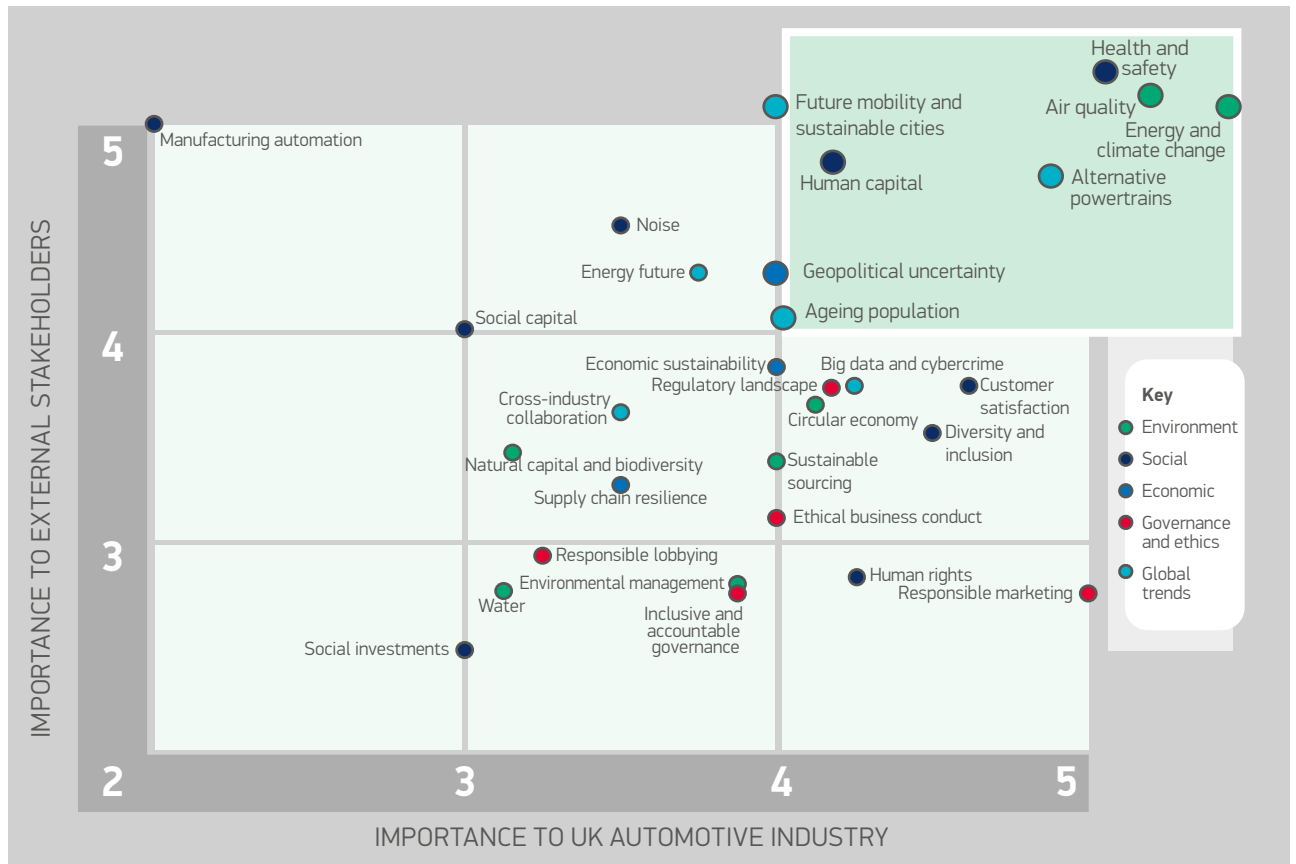 Health and
safety
Future mobility and
sustainable cities
Air quality
Energy and
climate change
5
Manufacturing automation
Human capital
Alternative
powertrains
Noise
Energy future
Geopolitical uncertainty
Social capital
Ageing population
4
Economic sustainability
Big data and cybercrime
Regulatory landscape
Customer
satisfaction
Cross-industry
collaboration
Circular economy
Diversity and
inclusion
Natural capital and biodiversity
Sustainable
sourcing
Supply chain resilience
Ethical business conduct
3
Responsible lobbying
Environmental management
Human rights
Responsible marketing
Water
Inclusive and
accountable
governance
Social investments
Key
Environment
Social
Economic
Governance
and ethics
Global
trends
2
3
4
5
IMPORTANCE TO EXTERNAL STAKEHOLDERS
IMPORTANCE TO UK AUTOMOTIVE INDUSTRY